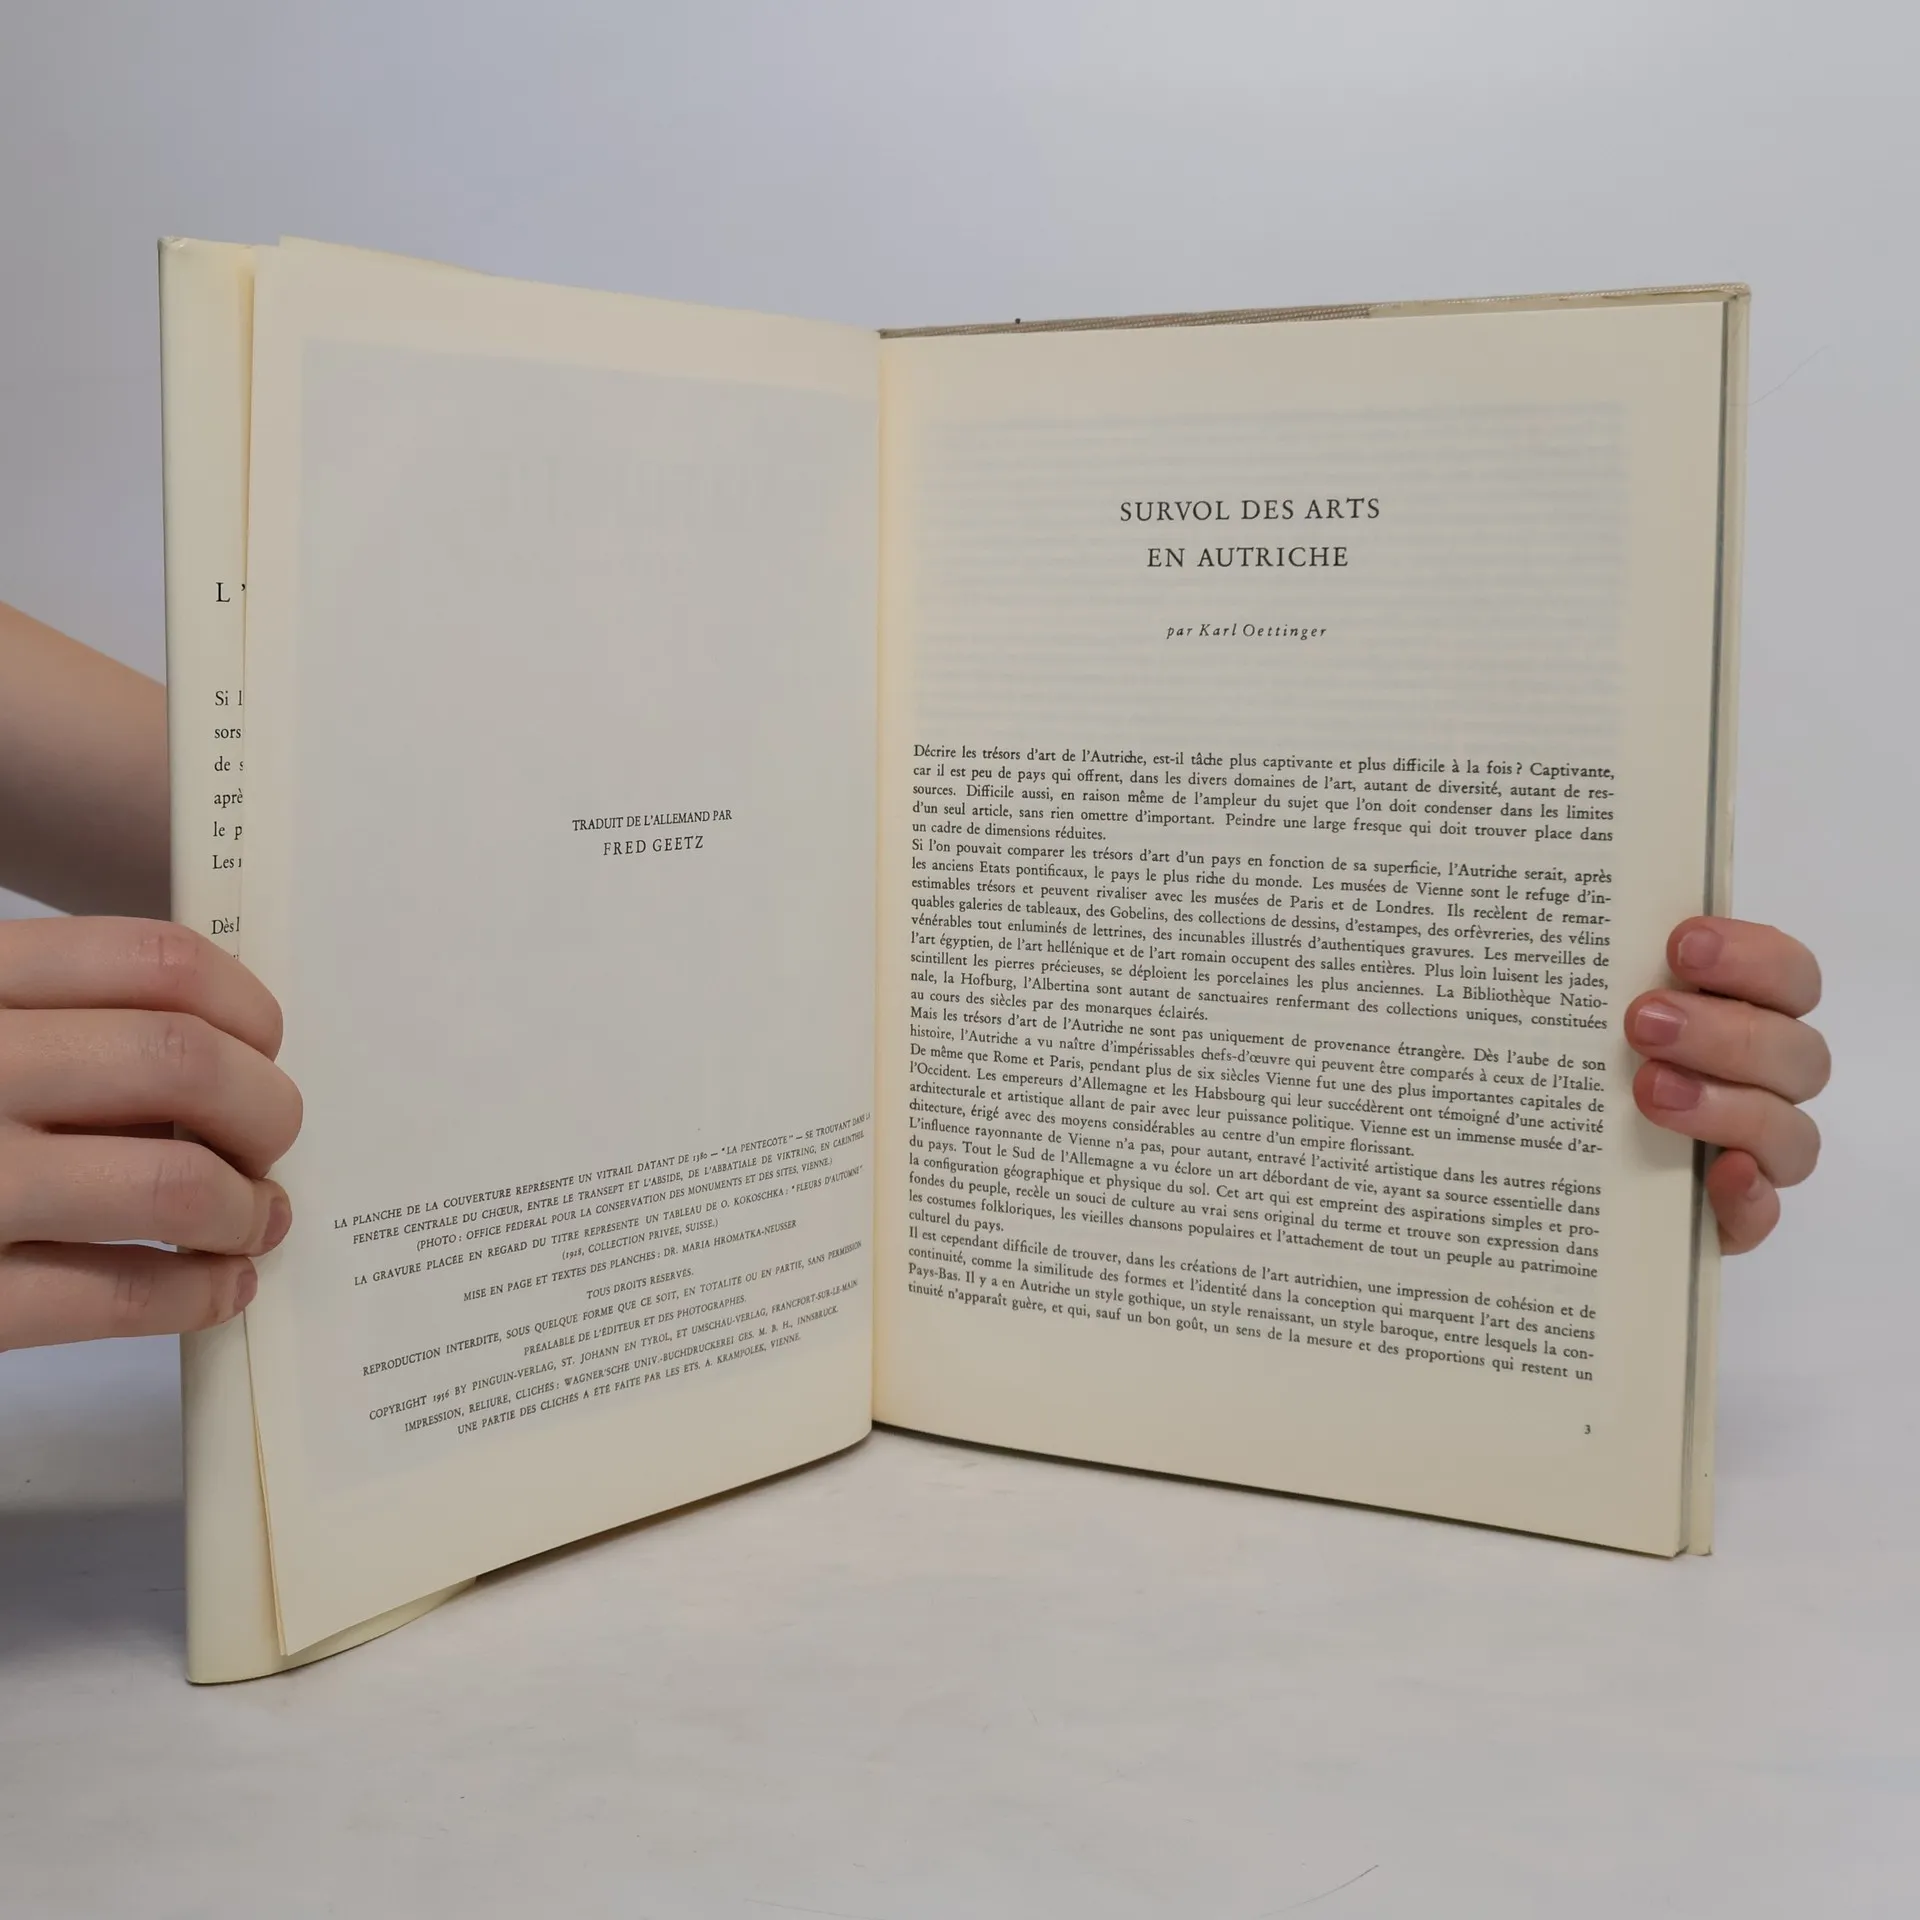 L'
Si l
sors
de s
aprè
le p
Les
Dès l
TRADUIT DE L'ALLEMAND PAR
FRED GEETZ
LA PLANCHE DE LA COUVERTURE REPRÉSENTE UN VITRAIL DATANT DE 1380 — "LA PENTECÔTE" — SE TROUVANT DANS LA
FENÊTRE CENTRALE DU CHŒUR, ENTRE LE TRANSEPT ET L'ABSIDE, DE L'ABBATIALE DE VIKTRING, EN CARINTHIE.
(PHOTO: OFFICE FÉDÉRAL POUR LA CONSERVATION DES MONUMENTS ET DES SITES, VIENNE.)
LA GRAVURE PLACÉE EN REGARD DU TITRE REPRÉSENTE UN TABLEAU DE O. KOKOSCHKA: "FLEURS D'AUTOMNE"
(1928, COLLECTION PRIVÉE, SUISSE.)
MISE EN PAGE ET TEXTES DES PLANCHES: DR. MARIA HROMATKA-NEUSSER
TOUS DROITS RÉSERVÉS.
REPRODUCTION INTERDITE, SOUS QUELQUE FORME QUE CE SOIT, EN TOTALITÉ OU EN PARTIE, SANS PERMISSION
PRÉALABLE DE L'ÉDITEUR ET DES PHOTOGRAPHES.
COPYRIGHT 1956 BY PINGUIN-VERLAG, ST. JOHANN EN TYROL, ET UMSCHAU-VERLAG, FRANCFORT-SUR-LE-MAIN
IMPRESSION, RELIURE, CLICHÉS: WAGNER'SCHE UNIV.-BUCHDRUCKEREI GES. M. B. H., INNSBRUCK.
UNE PARTIE DES CLICHÉS A ÉTÉ FAITE PAR LES ETS. A. KRAMPOLEK, VIENNE.
SURVOL DES ARTS
EN AUTRICHE
par Karl Oettinger
Décrire les trésors d'art de l'Autriche, est-il tâche plus captivante et plus difficile à la fois? Captivante,
car il est peu de pays qui offrent, dans les divers domaines de l'art, autant de diversité, autant de res-
sources. Difficile aussi, en raison même de l'ampleur du sujet que l'on doit condenser dans les limites
d'un seul article, sans rien omettre d'important. Peindre une large fresque qui doit trouver place dans
un cadre de dimensions réduites.
Si l'on pouvait comparer les trésors d'art d'un pays en fonction de sa superficie, l'Autriche serait, après
les anciens Etats pontificaux, le pays le plus riche du monde. Les musées de Vienne sont le refuge d'in-
estimables trésors et peuvent rivaliser avec les musées de Paris et de Londres. Ils recèlent de remar-
quables galeries de tableaux, des Gobelins, des collections de dessins, d'estampes, des orfèvreries, des vélins
vénérables tout enluminés de lettrines, des incunables illustrés d'authentiques gravures. Les merveilles de
l'art égyptien, de l'art hellénique et de l'art romain occupent des salles entières. Plus loin luisent les jades,
scintillent les pierres précieuses, se déploient les porcelaines les plus anciennes. La Bibliothèque Natio-
nale, la Hofburg, l'Albertina sont autant de sanctuaires renfermant des collections uniques, constituées
au cours des siècles par des monarques éclairés.
Mais les trésors d'art de l'Autriche ne sont pas uniquement de provenance étrangère. Dès l'aube de son
histoire, l'Autriche a vu naître d'impérissables chefs-d'œuvre qui peuvent être comparés à ceux de l'Italie.
De même que Rome et Paris, pendant plus de six siècles Vienne fut une des plus importantes capitales de
l'Occident. Les empereurs d'Allemagne et les Habsbourg qui leur succédèrent ont témoigné d'une activité
architecturale et artistique allant de pair avec leur puissance politique. Vienne est un immense musée d'ar-
chitecture, érigé avec des moyens considérables au centre d'un empire florissant.
L'influence rayonnante de Vienne n'a pas, pour autant, entravé l'activité artistique dans les autres régions
du pays. Tout le Sud de l'Allemagne a vu éclore un art débordant de vie, ayant sa source essentielle dans
la configuration géographique et physique du sol. Cet art qui est empreint des aspirations simples et pro-
fondes du peuple, recèle un souci de culture au vrai sens original du terme et trouve son expression dans
les costumes folkloriques, les vieilles chansons populaires et l'attachement de tout un peuple au patrimoine
culturel du pays.
Il est cependant difficile de trouver, dans les créations de l'art autrichien, une impression de cohésion et de
continuité, comme la similitude des formes et l'identité dans la conception qui marquent l'art des anciens
Pays-Bas. Il y a en Autriche un style gothique, un style renaissant, un style baroque, entre lesquels la con-
tinuité n'apparaît guère, et qui, sauf un bon goût, un sens de la mesure et des proportions qui restent un
3